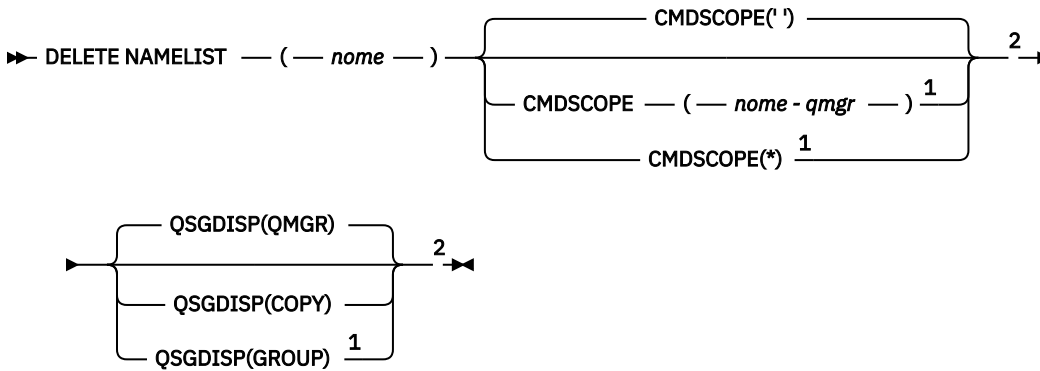 CMDSCOPE(' ')
DELETE NAMELIST ( nome ) 2
CMDSCOPE ( nome - qmgr ) 1
CMDSCOPE(*) 1
QSGDISP(QMGR)
2
QSGDISP(COPY)
QSGDISP(GROUP) 1